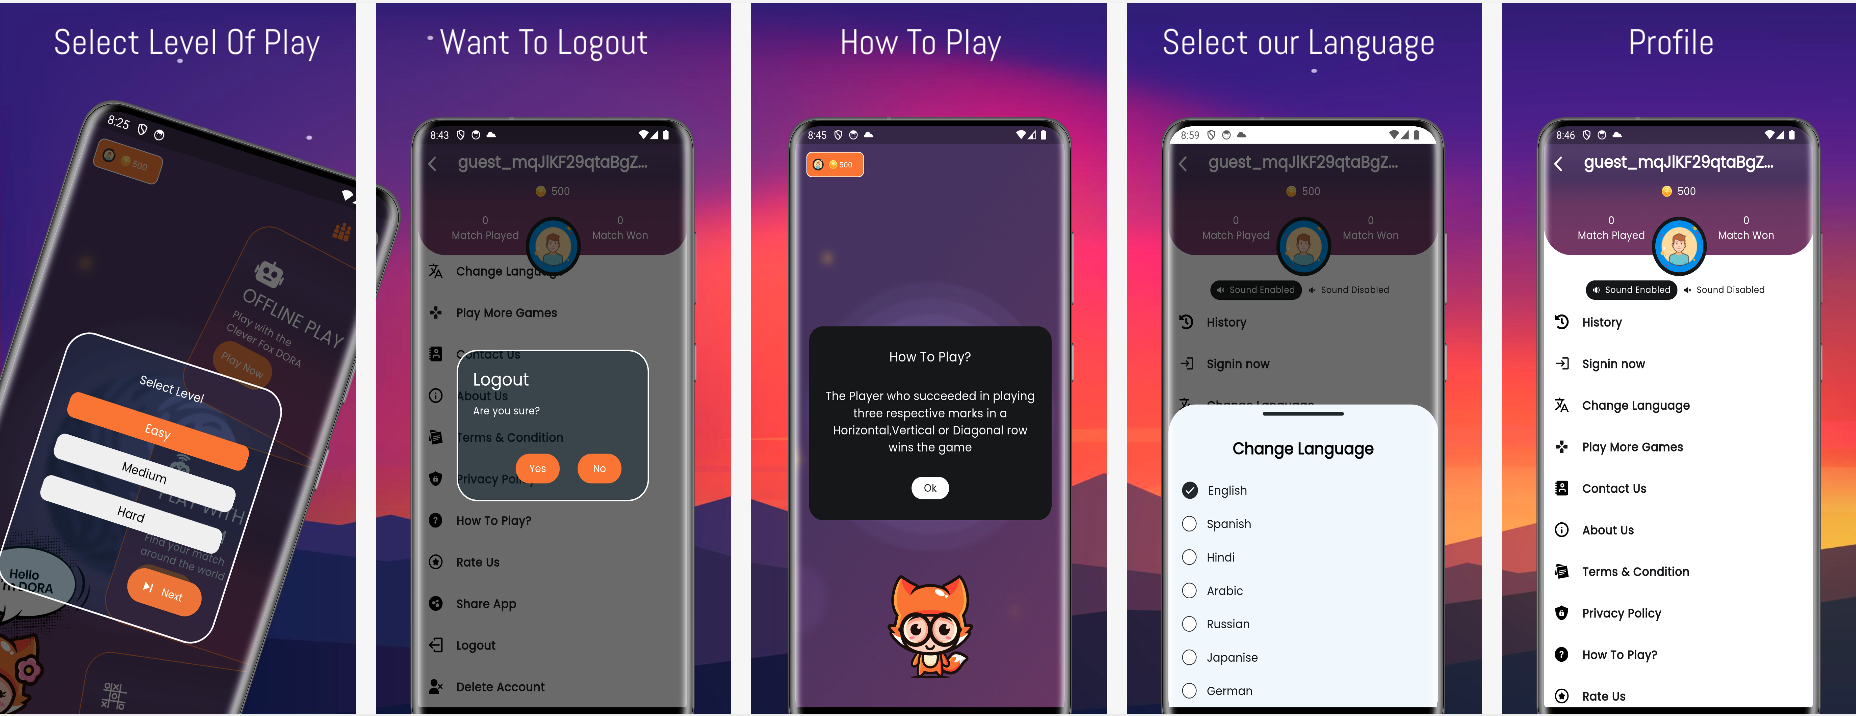 Select Level Of Play
8:25
500
OFFLINE PLAY
Play with the
Clever Fox DORA
Play Now
Select Level
Easy
Medium
Hard
PLAY WITH
Find your match
around the world
Next
Hello
DORA
Want To Logout
8:43
guest_mqJlKF29qtaBgZ...
500
0
Match Played
0
Match Won
Change Language
Play More Games
Contact Us
Logout
About Us
Are you sure?
Terms & Condition
Yes
No
Privacy Policy
How To Play?
Rate Us
Share App
Logout
Delete Account
How To Play
8:45
500
How To Play?
The Player who succeeded in playing
three respective marks in a
Horizontal,Vertical or Diagonal row
wins the game
Ok
Select our Language
8:59
guest_mqJlKF29qtaBgZ...
500
0
Match Played
0
Match Won
Sound Enabled
Sound Disabled
History
Signin now
Change Language
Change Language
English
Spanish
Hindi
Arabic
Russian
Japanise
German
Profile
8:46
guest_mqJlKF29qtaBgZ...
500
0
Match Played
0
Match Won
Sound Enabled
Sound Disabled
History
Signin now
Change Language
Play More Games
Contact Us
About Us
Terms & Condition
Privacy Policy
How To Play?
Rate Us